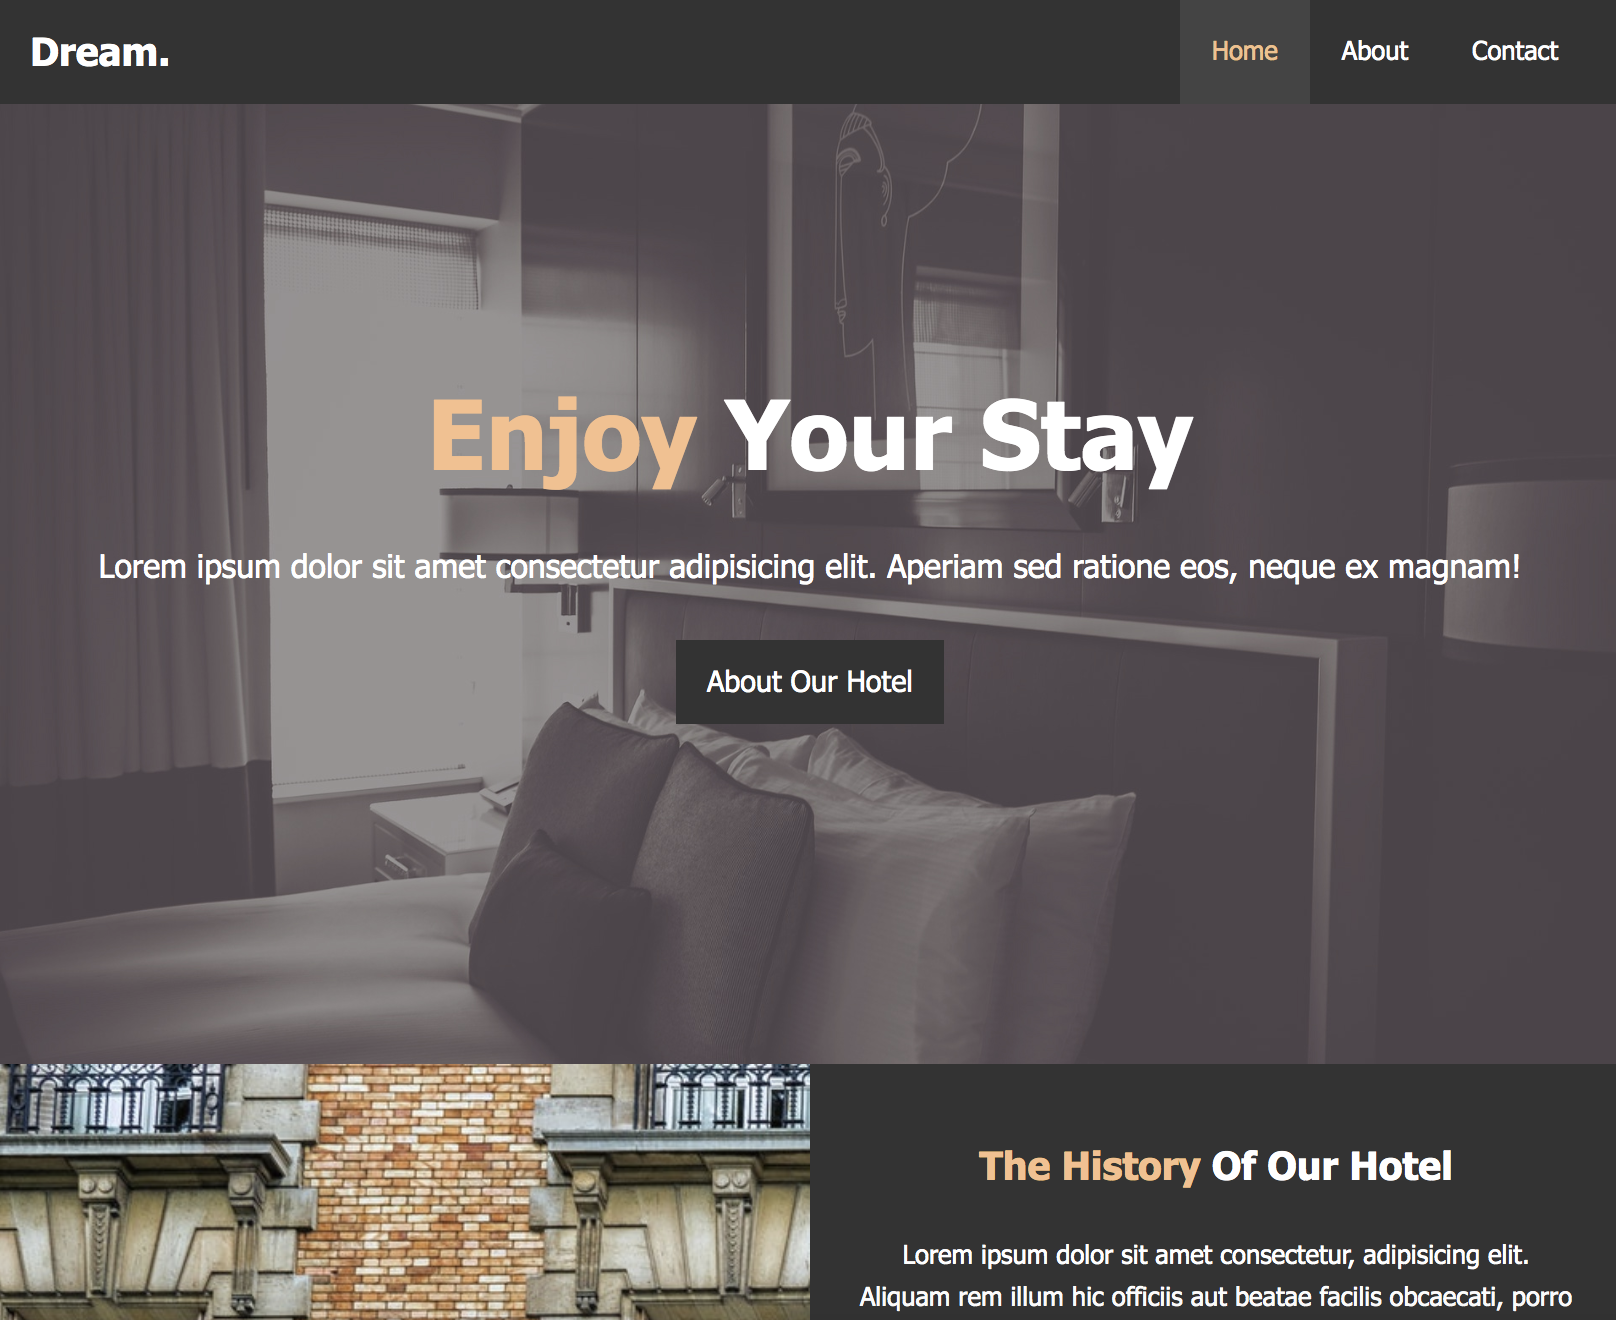 Dream.
Home About Contact
Enjoy Your Stay
Lorem ipsum dolor sit amet consectetur adipisicing elit. Aperiam sed ratione eos, neque ex magnam!
About Our Hotel
The History Of Our Hotel
Lorem ipsum dolor sit amet consectetur, adipisicing elit.
Aliquam rem illum hic officiis aut beatae facilis obcaecati, porro